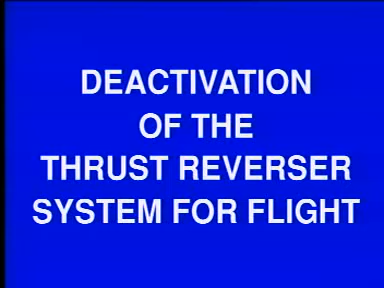 DEACTIVATION
OF THE
THRUST REVERSER
SYSTEM FOR FLIGHT